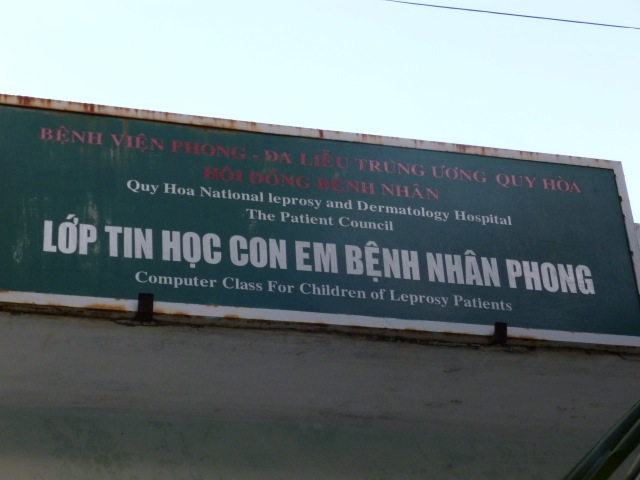 BỆNH VIỆN PHONG - DA LIỄU TRUNG ƯƠNG QUY HÒA
HỘI ĐỒNG BỆNH NHÂN
Quy Hoa National leprosy and Dermatology Hospital
The Patient Council
LỚP TIN HỌC CON EM BỆNH NHÂN PHONG
Computer Class For Children of Leprosy Patients